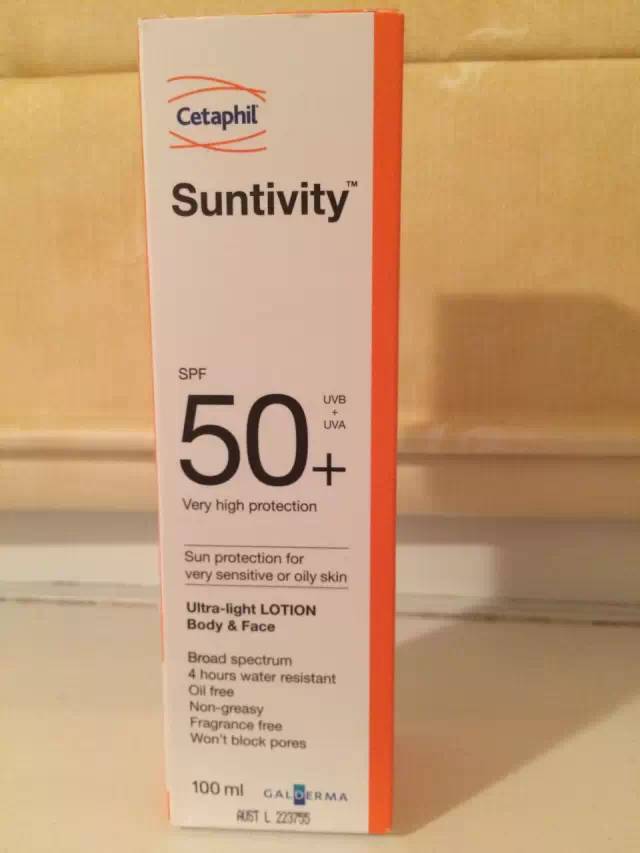 Cetaphil
Suntivity™
SPF
50+
UVB
+
UVA
Very high protection
Sun protection for
very sensitive or oily skin
Ultra-light LOTION
Body & Face
Broad spectrum
4 hours water resistant
Oil free
Non-greasy
Fragrance free
Won't block pores
100 ml GALDERMA
AUST L 223755